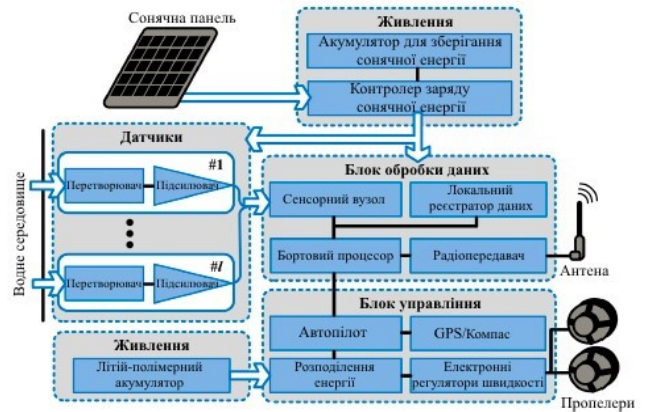 Сонячна панель
Живлення
Акумулятор для зберігання
сонячної енергії
Контролер заряду
сонячної енергії
Датчики
#1
Перетворювач
Підсилювач
#I
Перетворювач
Підсилювач
Водне середовище
Блок обробки даних
Сенсорний вузол
Локальний
реєстратор даних
Бортовий процесор
Радіопередавач
Антена
Блок управління
Автопілот
GPS/Компас
Розподілення
енергії
Електронні
регулятори швидкості
Пропелери
Живлення
Літій-полімерний
акумулятор